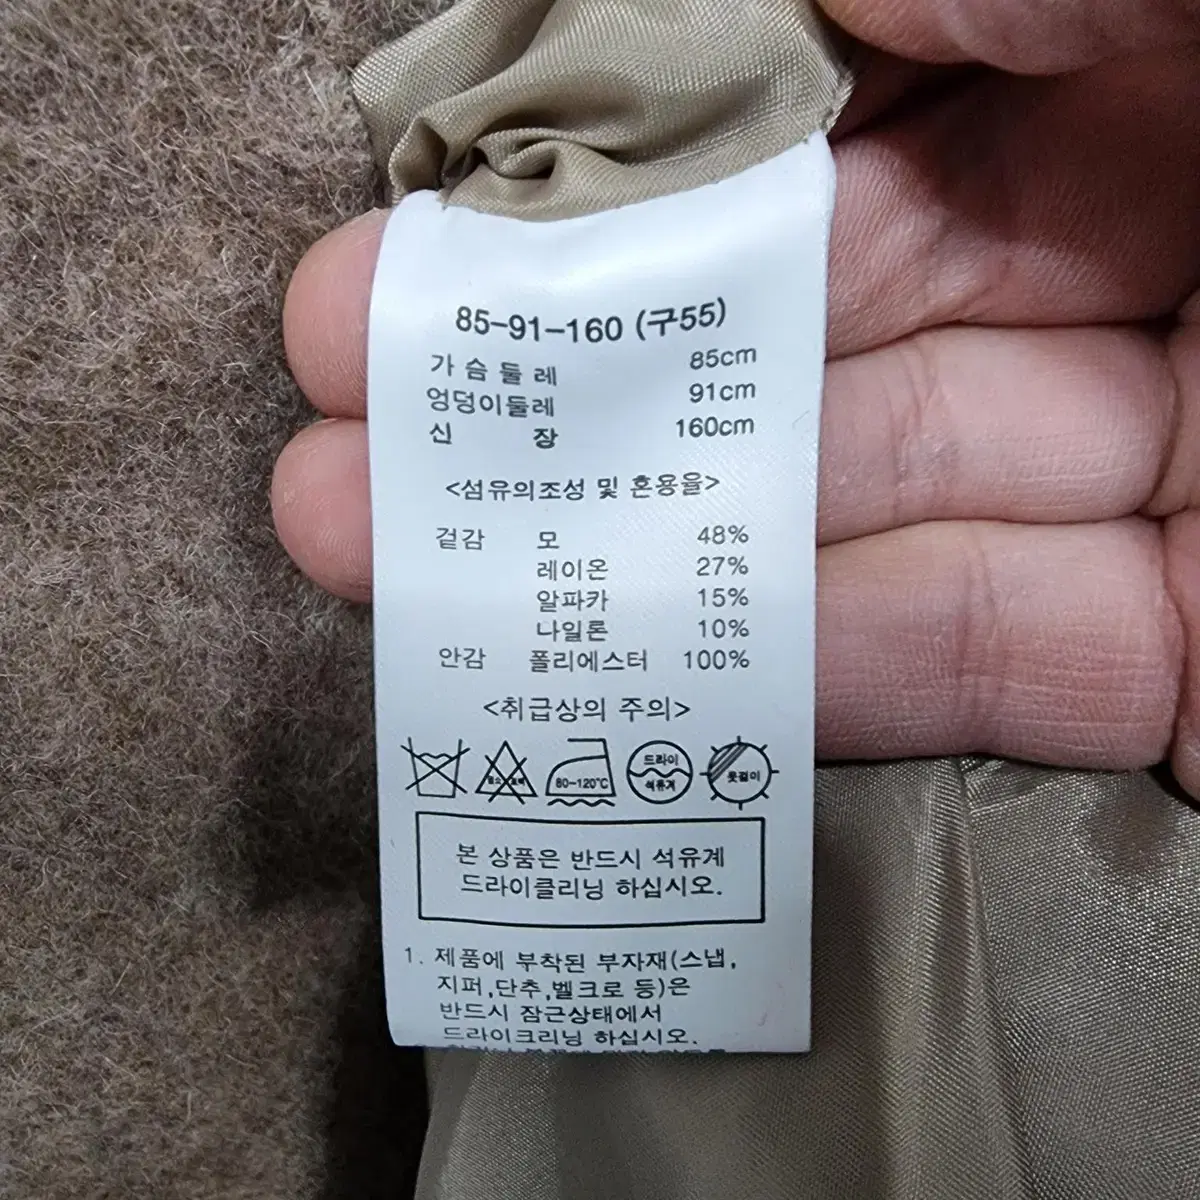 85-91-160 (구55)
가 슴 둘 레 85cm
엉덩이둘레 91cm
신 장 160cm
<섬유의조성 및 혼용율>
겉감 모 48%
레이온 27%
알파카 15%
나일론 10%
안감 폴리에스터 100%
<취급상의 주의>
80-120℃ 드라이 석유계 옷걸이
본 상품은 반드시 석유계
드라이클리닝 하십시오.
1. 제품에 부착된 부자재(스냅,
지퍼,단추,벨크로 등)은
반드시 잠근상태에서
드라이크리닝 하십시오.